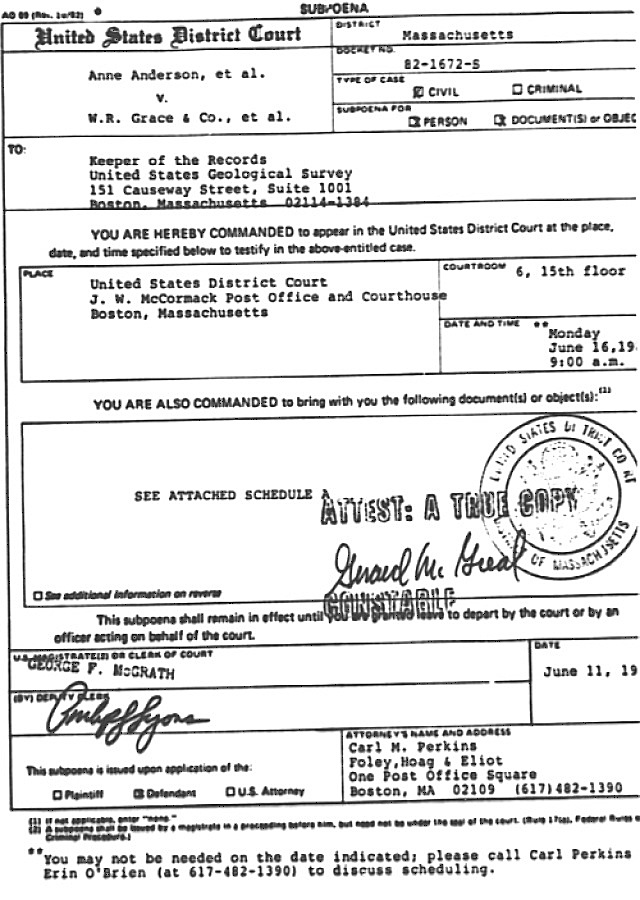 AO 89 (Rev. 10/82)
SUBPOENA
United States District Court
DISTRICT
Massachusetts
DOCKET NO.
82-1672-S
Anne Anderson, et al.
v.
W.R. Grace & Co., et al.
TYPE OF CASE
☒ CIVIL ☐ CRIMINAL
SUBPOENA FOR
☒ PERSON ☒ DOCUMENT(S) or OBJEC
TO:
Keeper of the Records
United States Geological Survey
151 Causeway Street, Suite 1001
Boston, Massachusetts 02114-1384
YOU ARE HEREBY COMMANDED to appear in the United States District Court at the place,
date, and time specified below to testify in the above-entitled case.
PLACE
United States District Court
J. W. McCormack Post Office and Courthouse
Boston, Massachusetts
COURTROOM
6, 15th floor
DATE AND TIME **
Monday
June 16,19
9:00 a.m.
YOU ARE ALSO COMMANDED to bring with you the following document(s) or object(s):(1)
SEE ATTACHED SCHEDULE A
ATTEST: A TRUE COPY
CONSTABLE
OF MASSACHUSETTS
☐ See additional information on reverse
This subpoena shall remain in effect until you are granted leave to depart by the court or by an
officer acting on behalf of the court.
U.S. MAGISTRATE(2) OR CLERK OF COURT
GEORGE F. McGRATH
DATE
June 11, 19
(BY) DEPUTY CLERK
This subpoena is issued upon application of the:
☐ Plaintiff ☒ Defendant ☐ U.S. Attorney
ATTORNEY'S NAME AND ADDRESS
Carl M. Perkins
Foley,Hoag & Eliot
One Post Office Square
Boston, MA 02109 (617)482-1390
(1) If not applicable, enter "none."
(2) A subpoena shall be issued by a magistrate in a proceeding before him, but need not be under the seal of the court. (Rule 17(a), Federal Rules of
Criminal Procedure.)
**You may not be needed on the date indicated; please call Carl Perkins
Erin O'Brien (at 617-482-1390) to discuss scheduling.